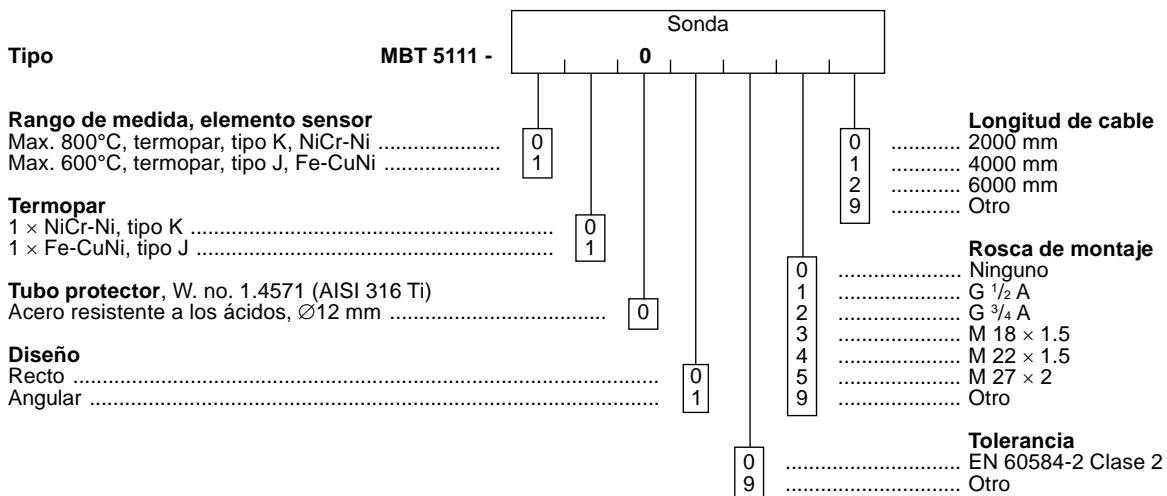 Sonda
Tipo MBT 5111 - 0
Rango de medida, elemento sensor
Max. 800°C, termopar, tipo K, NiCr-Ni ..................... 0
Max. 600°C, termopar, tipo J, Fe-CuNi .................... 1
Termopar
1 × NiCr-Ni, tipo K ................................................................ 0
1 × Fe-CuNi, tipo J ............................................................... 1
Tubo protector, W. no. 1.4571 (AISI 316 Ti)
Acero resistente a los ácidos, ∅12 mm ..................................... 0
Diseño
Recto ........................................................................................................ 0
Angular ..................................................................................................... 1
Longitud de cable
0 ............ 2000 mm
1 ............ 4000 mm
2 ............ 6000 mm
9 ............ Otro
Rosca de montaje
0 ..................... Ninguno
1 ..................... G 1/2 A
2 ..................... G 3/4 A
3 ..................... M 18 × 1.5
4 ..................... M 22 × 1.5
5 ..................... M 27 × 2
9 ..................... Otro
Tolerancia
0 .............................. EN 60584-2 Clase 2
9 .............................. Otro